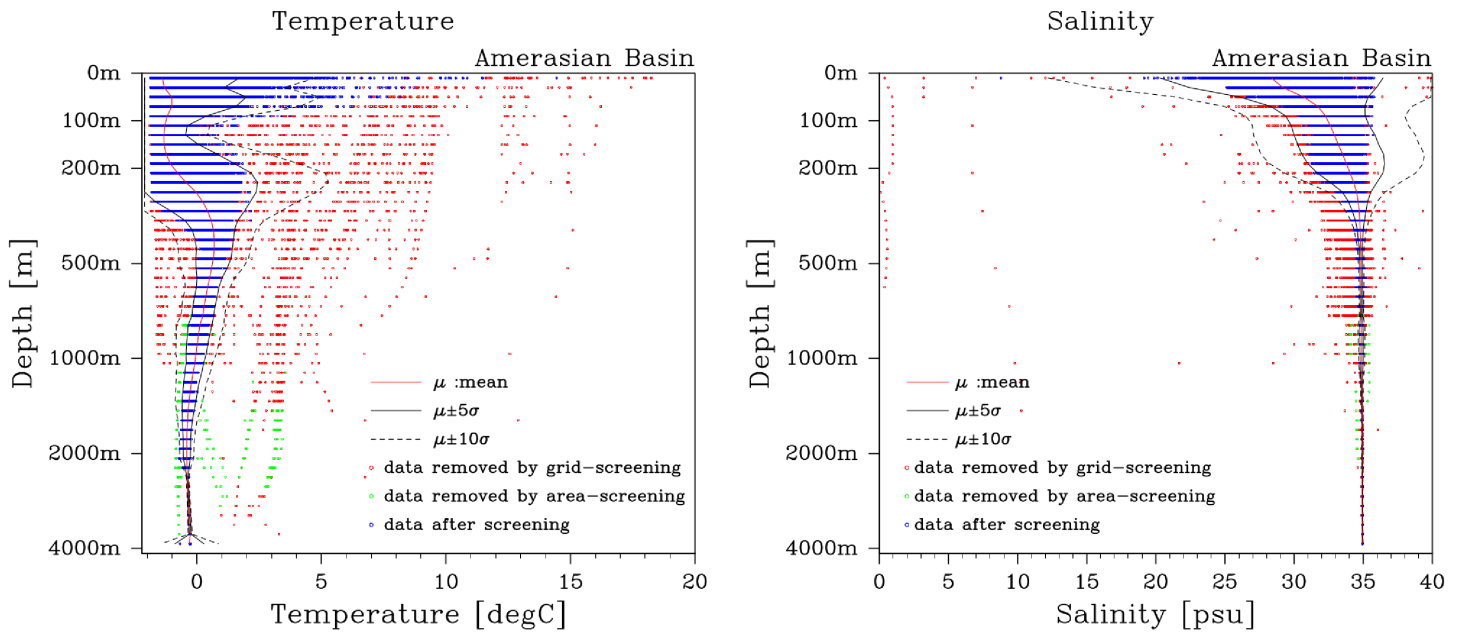 Temperature
Amerasian Basin
0m
100m
200m
500m
1000m
2000m
4000m
Depth [m]
μ :mean
μ±5σ
μ±10σ
data removed by grid-screening
data removed by area-screening
data after screening
0 5 10 15 20
Temperature [degC]
Salinity
Amerasian Basin
0m
100m
200m
500m
1000m
2000m
4000m
Depth [m]
μ :mean
μ±5σ
μ±10σ
data removed by grid-screening
data removed by area-screening
data after screening
0 5 10 15 20 25 30 35 40
Salinity [psu]